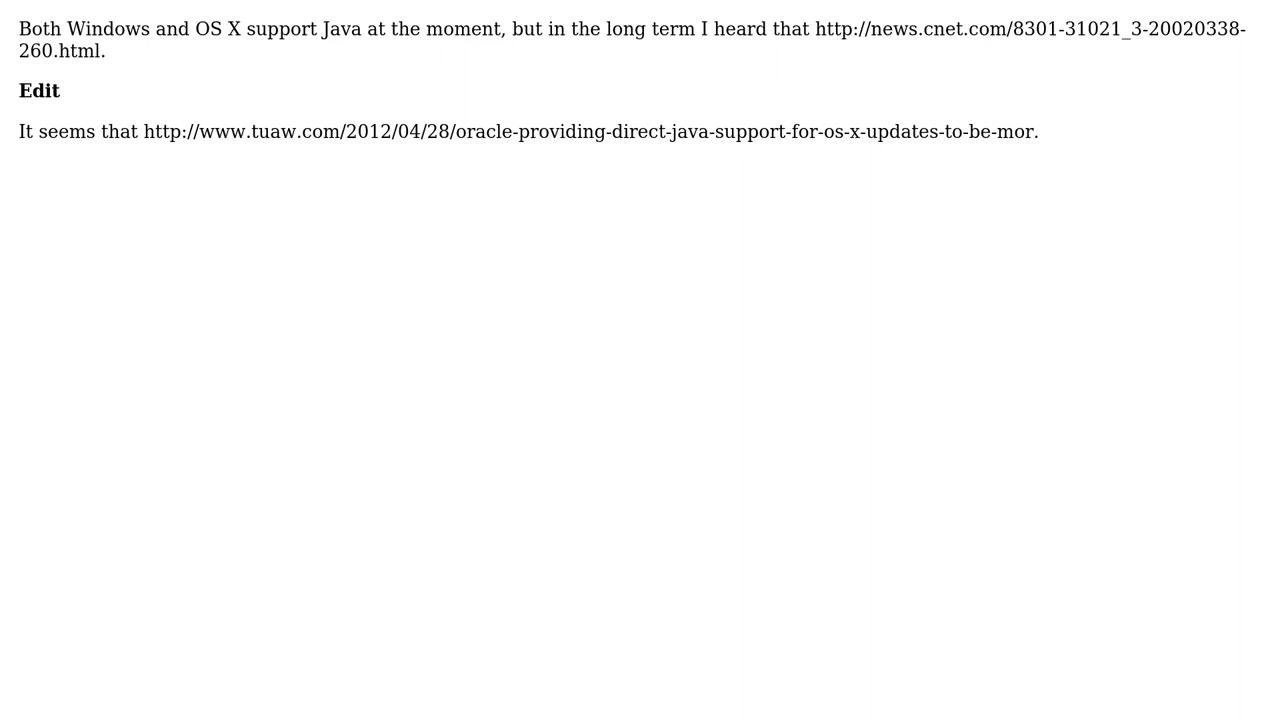 Both Windows and OS X support Java at the moment, but in the long term I heard that http://news.cnet.com/8301-31021_3-20020338-
260.html.
Edit
It seems that http://www.tuaw.com/2012/04/28/oracle-providing-direct-java-support-for-os-x-updates-to-be-mor.